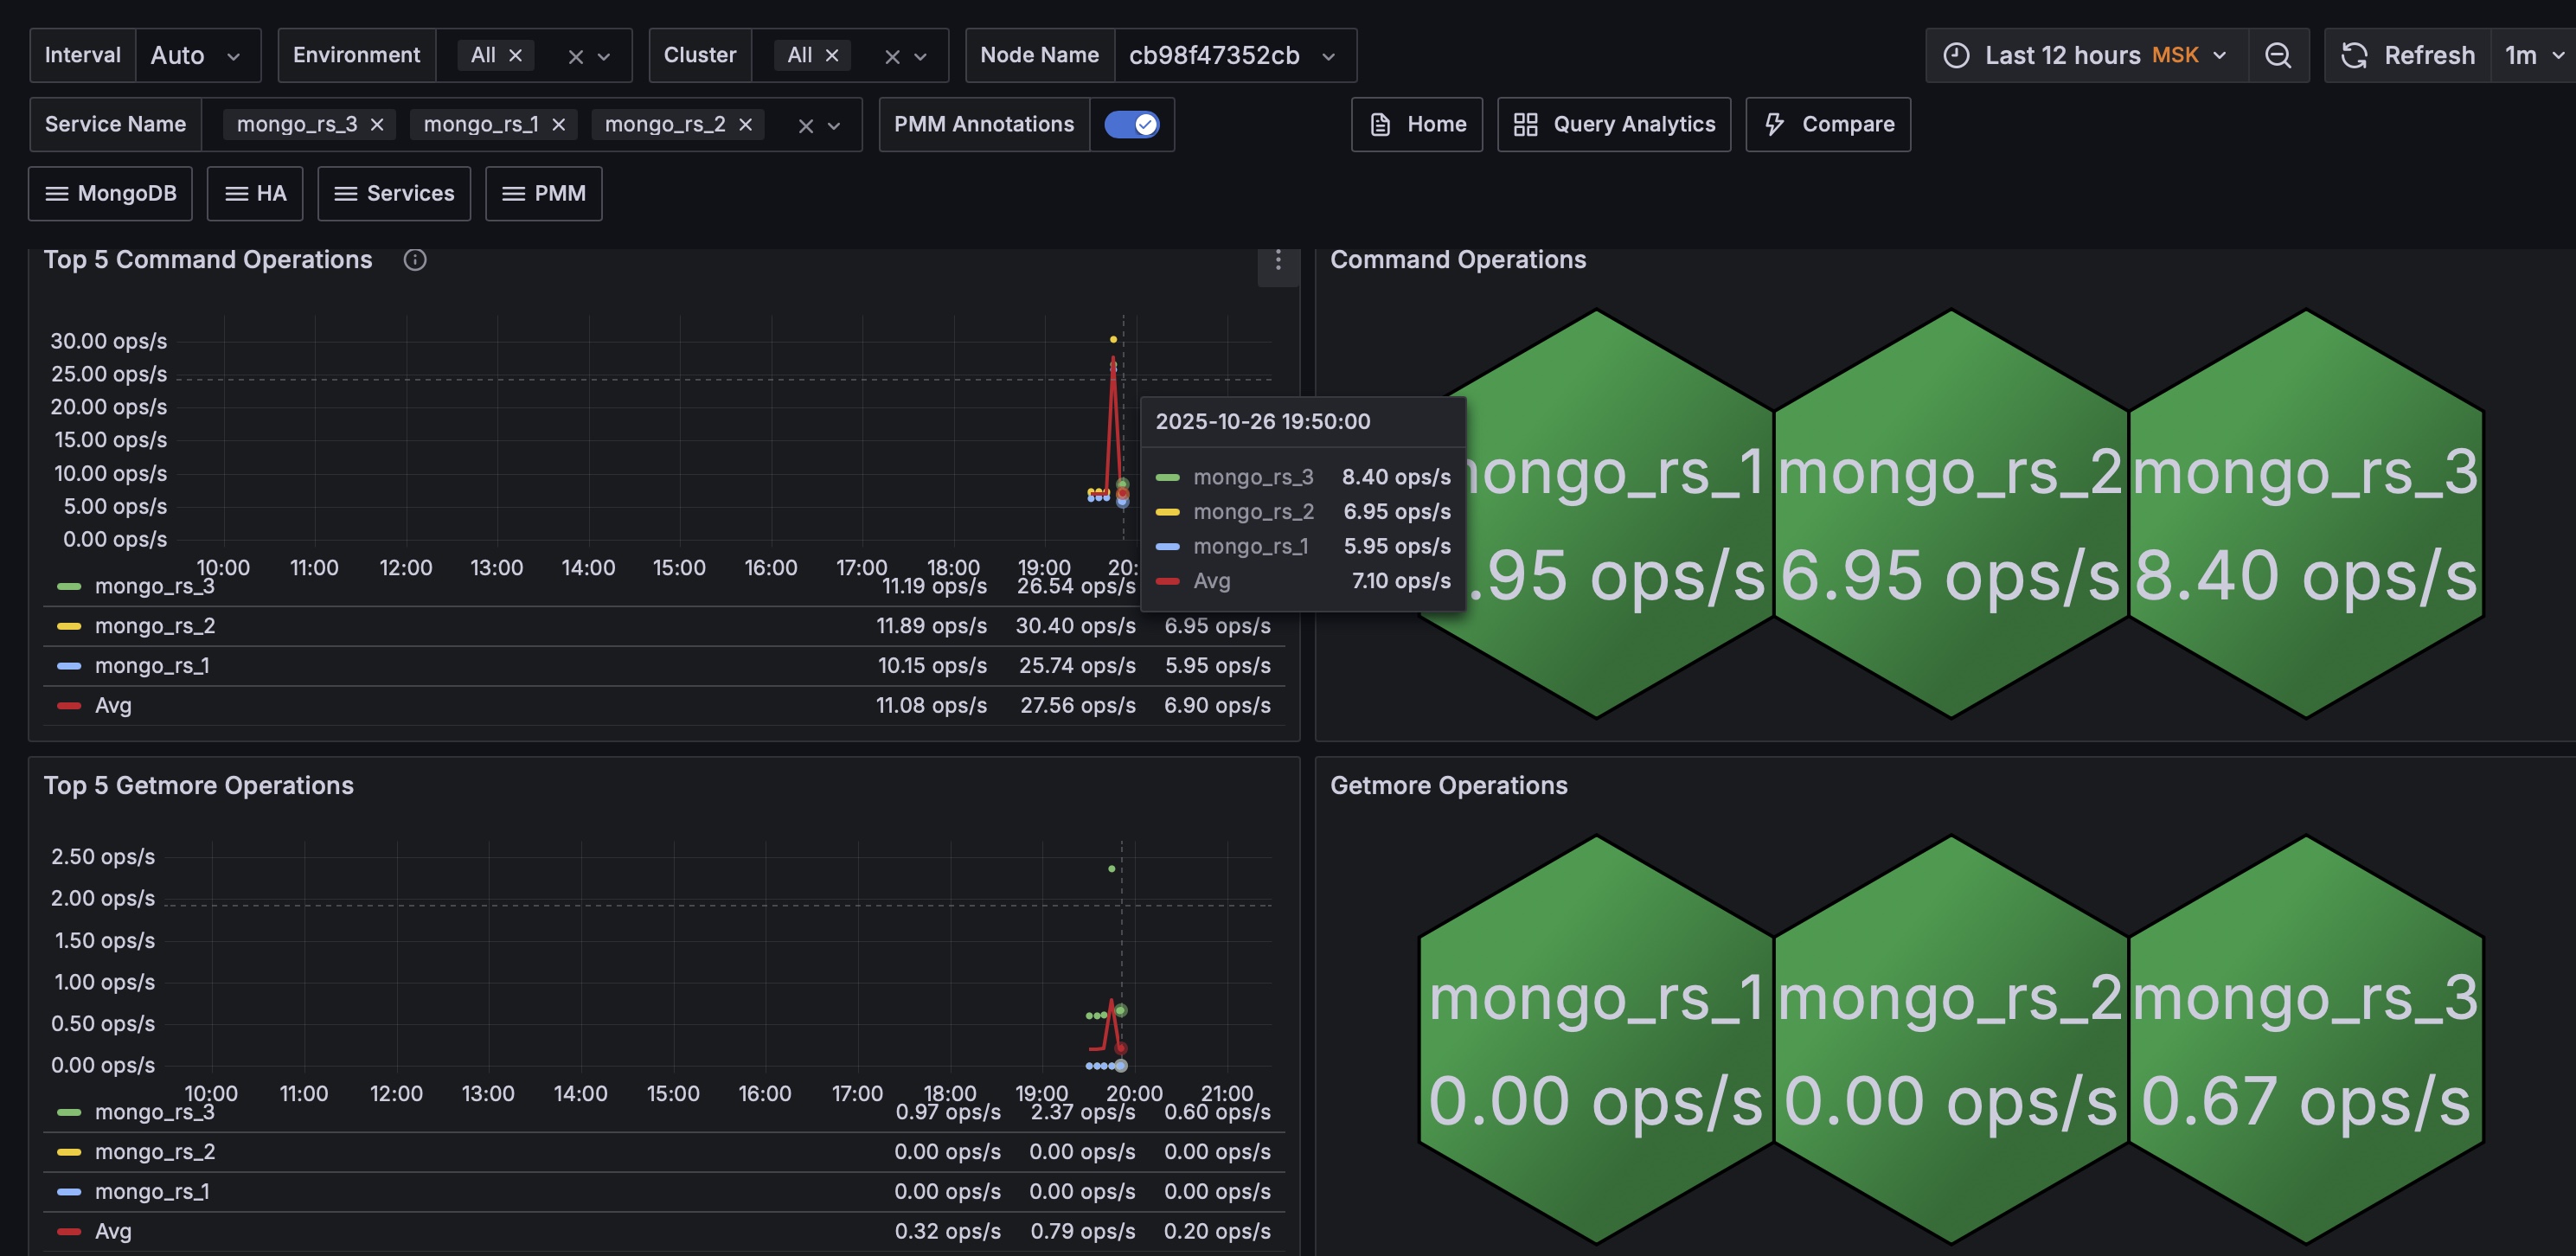 Interval Auto Environment All Cluster All Node Name cb98f47352cb Last 12 hours MSK Refresh 1m
Service Name mongo_rs_3 mongo_rs_1 mongo_rs_2 PMM Annotations Home Query Analytics Compare
MongoDB HA Services PMM
Top 5 Command Operations
30.00 ops/s
25.00 ops/s
20.00 ops/s
15.00 ops/s
10.00 ops/s
5.00 ops/s
0.00 ops/s
10:00 11:00 12:00 13:00 14:00 15:00 16:00 17:00 18:00 19:00 20:
mongo_rs_3 11.19 ops/s 26.54 ops/s
mongo_rs_2 11.89 ops/s 30.40 ops/s 6.95 ops/s
mongo_rs_1 10.15 ops/s 25.74 ops/s 5.95 ops/s
Avg 11.08 ops/s 27.56 ops/s 6.90 ops/s
2025-10-26 19:50:00
mongo_rs_3 8.40 ops/s
mongo_rs_2 6.95 ops/s
mongo_rs_1 5.95 ops/s
Avg 7.10 ops/s
Command Operations
ongo_rs_1 mongo_rs_2 mongo_rs_3
.95 ops/s 6.95 ops/s 8.40 ops/s
Top 5 Getmore Operations
2.50 ops/s
2.00 ops/s
1.50 ops/s
1.00 ops/s
0.50 ops/s
0.00 ops/s
10:00 11:00 12:00 13:00 14:00 15:00 16:00 17:00 18:00 19:00 20:00 21:00
mongo_rs_3 0.97 ops/s 2.37 ops/s 0.60 ops/s
mongo_rs_2 0.00 ops/s 0.00 ops/s 0.00 ops/s
mongo_rs_1 0.00 ops/s 0.00 ops/s 0.00 ops/s
Avg 0.32 ops/s 0.79 ops/s 0.20 ops/s
Getmore Operations
mongo_rs_1 mongo_rs_2 mongo_rs_3
0.00 ops/s 0.00 ops/s 0.67 ops/s